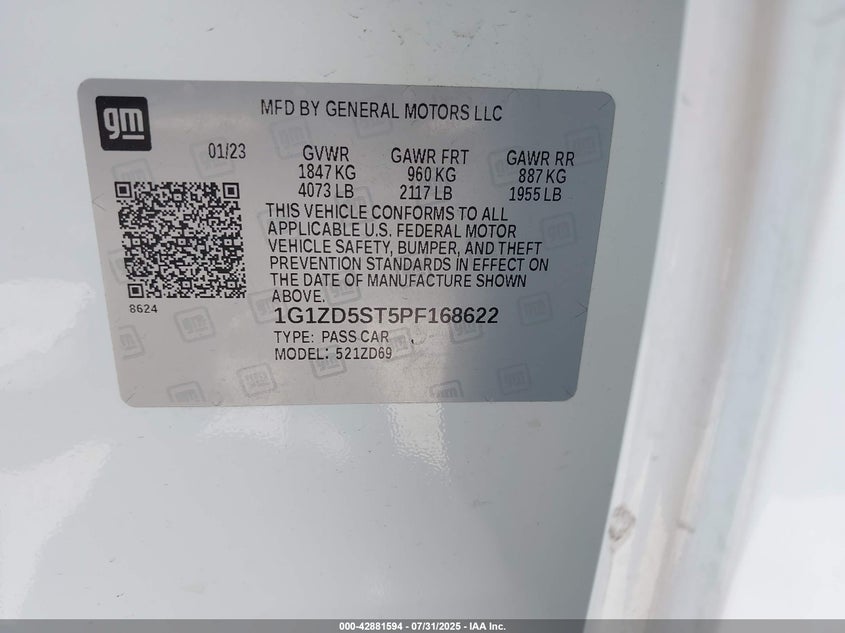 gm
MFD BY GENERAL MOTORS LLC
01/23 GVWR GAWR FRT GAWR RR
1847 KG 960 KG 887 KG
4073 LB 2117 LB 1955 LB
THIS VEHICLE CONFORMS TO ALL
APPLICABLE U.S. FEDERAL MOTOR
VEHICLE SAFETY, BUMPER, AND THEFT
PREVENTION STANDARDS IN EFFECT ON
THE DATE OF MANUFACTURE SHOWN
ABOVE.
8624
1G1ZD5ST5PF168622
TYPE: PASS CAR
MODEL: 521ZD69
000-42881594 - 07/31/2025 - IAA Inc.